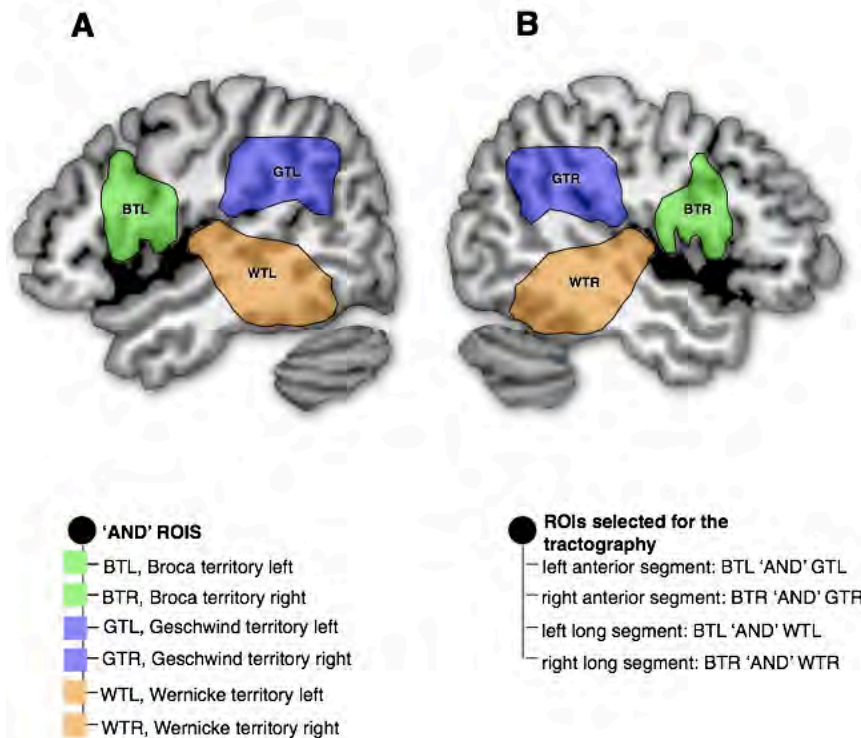 A
B
GTL
BTL
WTL
GTR
BTR
WTR
'AND' ROIS
BTL, Broca territory left
BTR, Broca territory right
GTL, Geschwind territory left
GTR, Geschwind territory right
WTL, Wernicke territory left
WTR, Wernicke territory right
ROIs selected for the
tractography
left anterior segment: BTL 'AND' GTL
right anterior segment: BTR 'AND' GTR
left long segment: BTL 'AND' WTL
right long segment: BTR 'AND' WTR